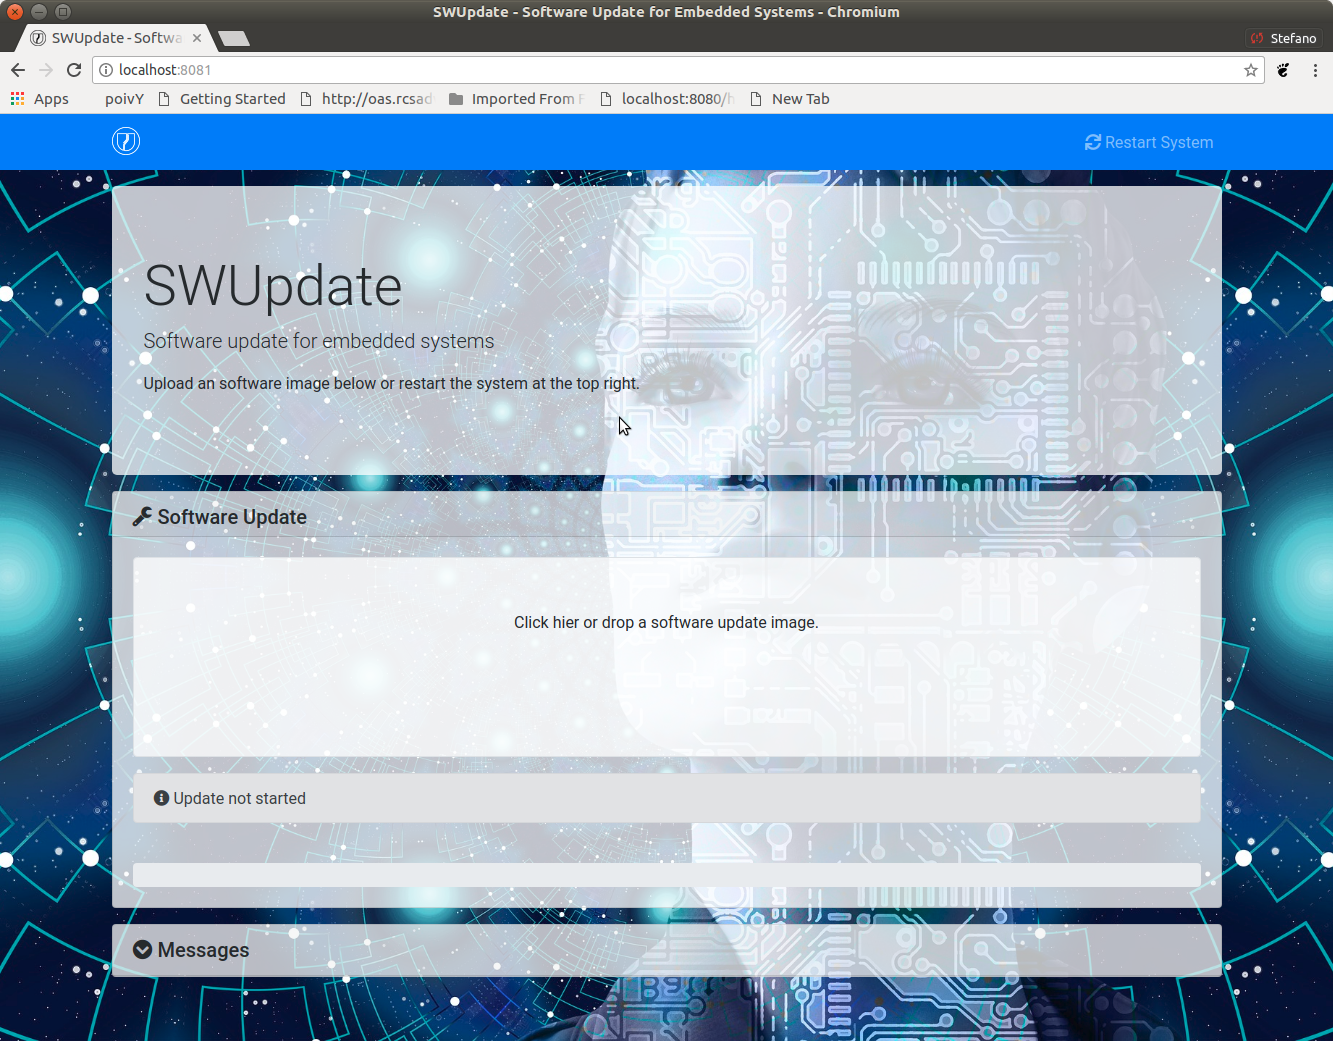 SWUpdate - Software Update for Embedded Systems - Chromium
SWUpdate - Softwa
Stefano
localhost:8081
Apps poivY Getting Started http://oas.rcsad Imported From F localhost:8080/h New Tab
Restart System
SWUpdate
Software update for embedded systems
Upload an software image below or restart the system at the top right.
Software Update
Click hier or drop a software update image.
Update not started
Messages